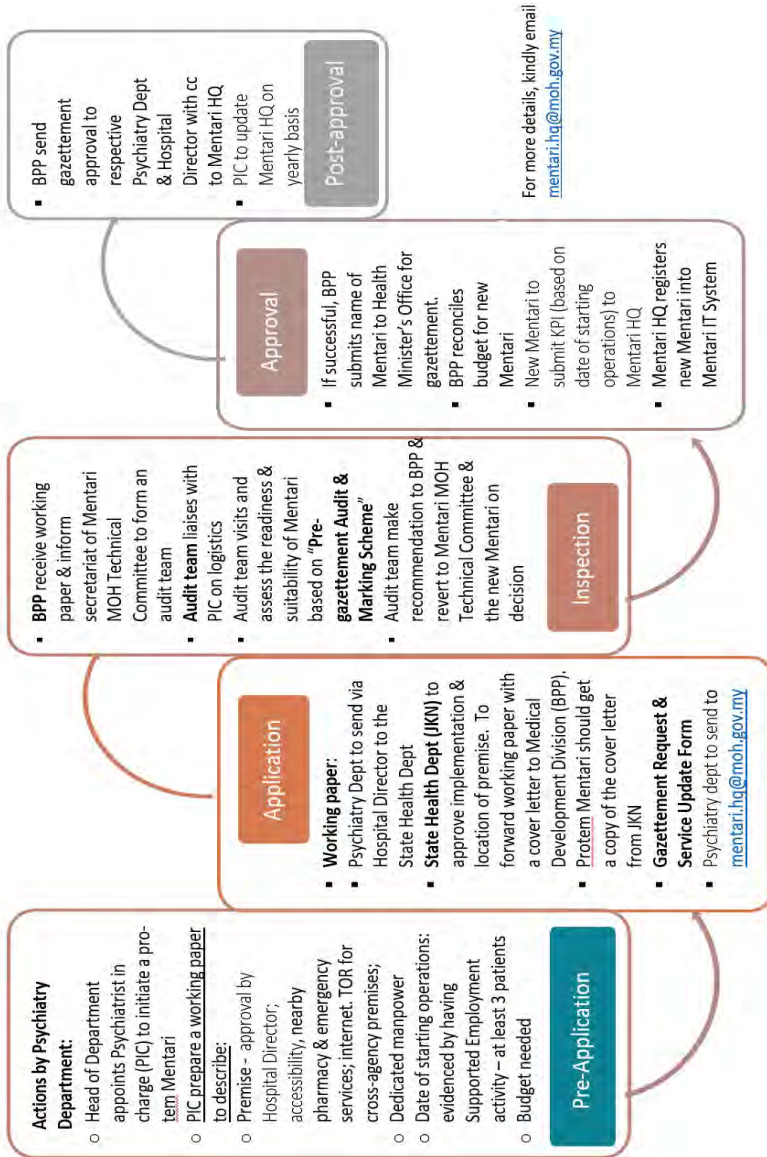 Actions by Psychiatry
Department:
○ Head of Department
appoints Psychiatrist in
charge (PIC) to initiate a pro-
tem Mentari
○ PIC prepare a working paper
to describe:
○ Premise - approval by
Hospital Director;
accessibility, nearby
pharmacy & emergency
services; internet. TOR for
cross-agency premises;
○ Dedicated manpower
○ Date of starting operations:
evidenced by having
Supported Employment
activity – at least 3 patients
○ Budget needed
Pre-Application
Application
▪ Working paper:
▪ Psychiatry Dept to send via
Hospital Director to the
State Health Dept
▪ State Health Dept (JKN) to
approve implementation &
location of premise. To
forward working paper with
a cover letter to Medical
Development Division (BPP).
▪ Protem Mentari should get
a copy of the cover letter
from JKN
▪ Gazettement Request &
Service Update Form
▪ Psychiatry dept to send to
mentari.hq@moh.gov.my
▪ BPP receive working
paper & inform
secretariat of Mentari
MOH Technical
Committee to form an
audit team
▪ Audit team liaises with
PIC on logistics
▪ Audit team visits and
assess the readiness &
suitability of Mentari
based on “Pre-
gazettement Audit &
Marking Scheme”
▪ Audit team make
recommendation to BPP &
revert to Mentari MOH
Technical Committee &
the new Mentari on
decision
Inspection
Approval
▪ If successful, BPP
submits name of
Mentari to Health
Minister’s Office for
gazettement.
▪ BPP reconciles
budget for new
Mentari
▪ New Mentari to
submit KPI (based on
date of starting
operations) to
Mentari HQ
▪ Mentari HQ registers
new Mentari into
Mentari IT System
▪ BPP send
gazettement
approval to
respective
Psychiatry Dept
& Hospital
Director with cc
to Mentari HQ
▪ PIC to update
Mentari HQ on
yearly basis
Post-approval
For more details, kindly email
mentari.hq@moh.gov.my